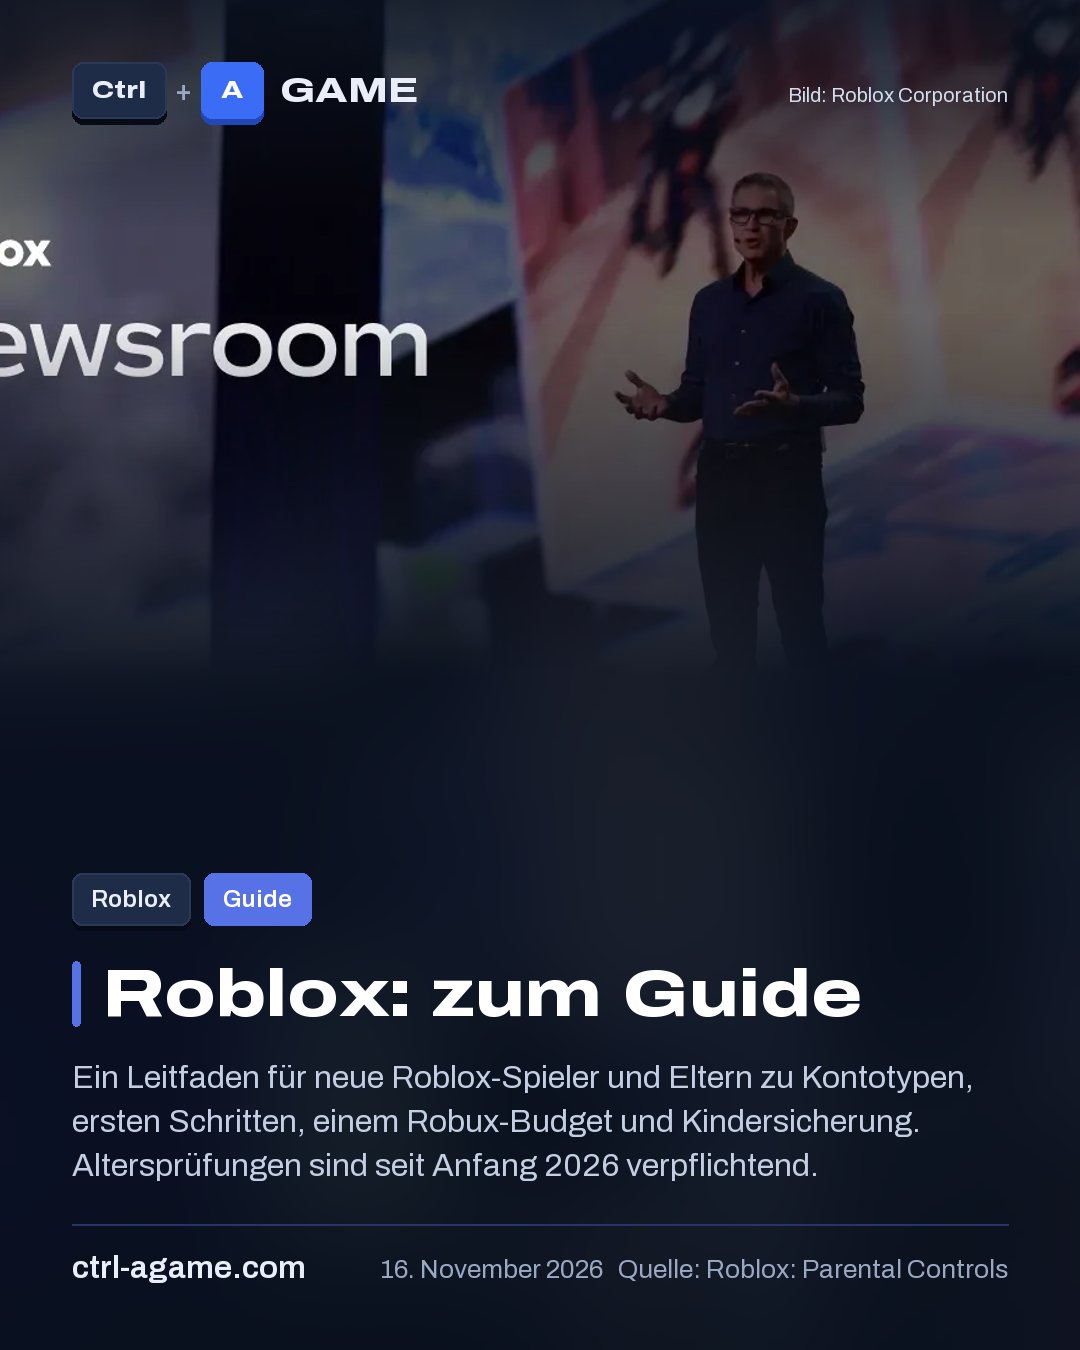 Ctrl + A GAME
Bild: Roblox Corporation
ox
ewsroom
Roblox Guide
Roblox: zum Guide
Ein Leitfaden für neue Roblox-Spieler und Eltern zu Kontotypen,
ersten Schritten, einem Robux-Budget und Kindersicherung.
Altersprüfungen sind seit Anfang 2026 verpflichtend.
ctrl-agame.com 16. November 2026 Quelle: Roblox: Parental Controls